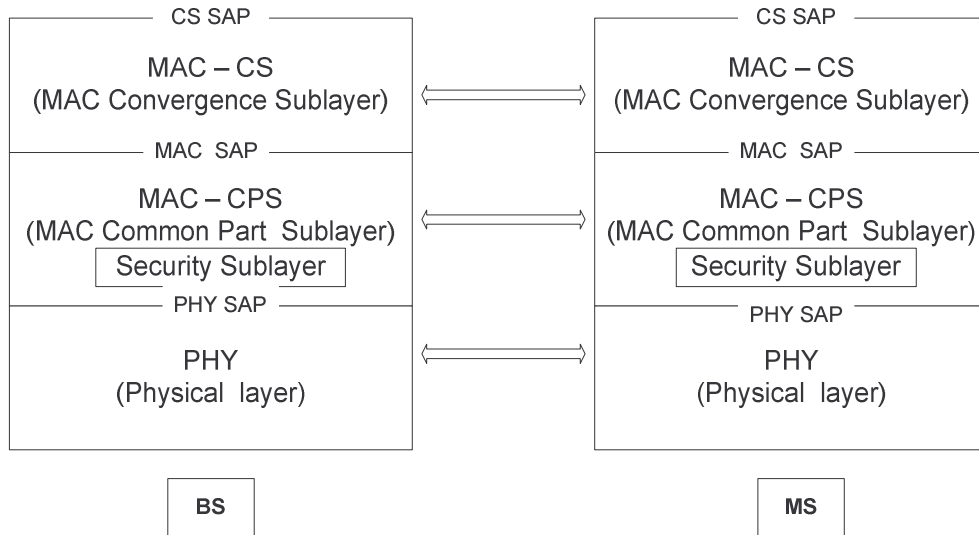 CS SAP
MAC – CS
(MAC Convergence Sublayer)
MAC SAP
MAC – CPS
(MAC Common Part Sublayer)
Security Sublayer
PHY SAP
PHY
(Physical layer)
BS
CS SAP
MAC – CS
(MAC Convergence Sublayer)
MAC SAP
MAC – CPS
(MAC Common Part Sublayer)
Security Sublayer
PHY SAP
PHY
(Physical layer)
MS